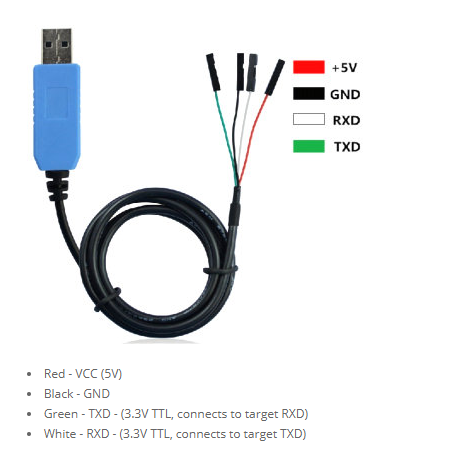 +5V
GND
RXD
TXD
Red - VCC (5V)
Black - GND
Green - TXD - (3.3V TTL, connects to target RXD)
White - RXD - (3.3V TTL, connects to target TXD)